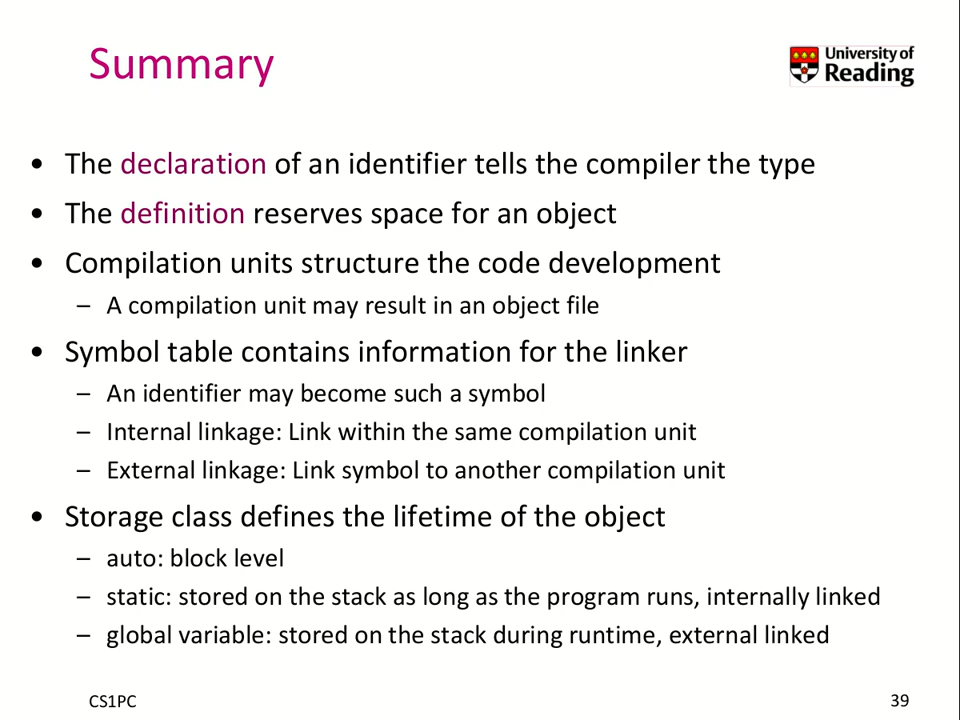 Summary
University of
Reading
• The declaration of an identifier tells the compiler the type
• The definition reserves space for an object
• Compilation units structure the code development
– A compilation unit may result in an object file
• Symbol table contains information for the linker
– An identifier may become such a symbol
– Internal linkage: Link within the same compilation unit
– External linkage: Link symbol to another compilation unit
• Storage class defines the lifetime of the object
– auto: block level
– static: stored on the stack as long as the program runs, internally linked
– global variable: stored on the stack during runtime, external linked
CS1PC
39